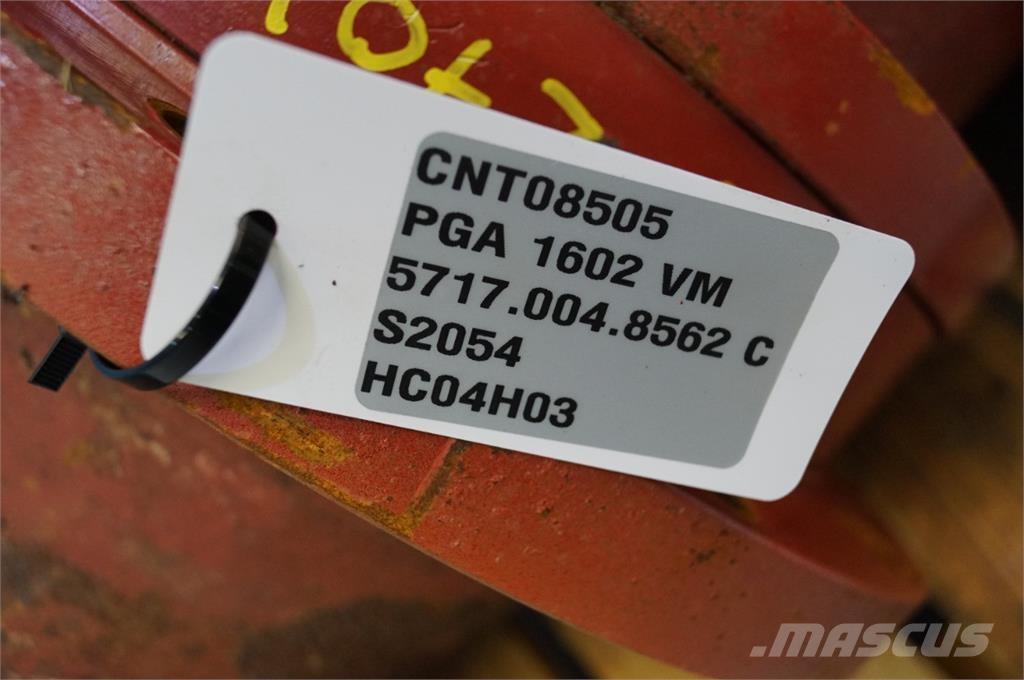 CNT08505
PGA 1602 VM
5717.004.8562 C
S2054
HC04H03
.MASCUS